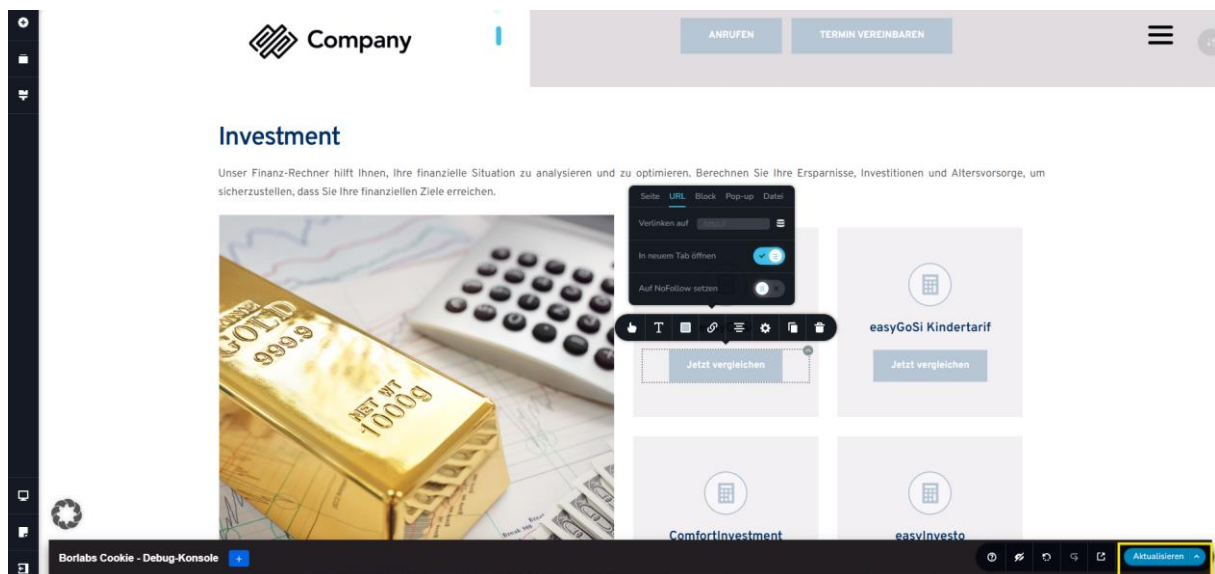 Company
ANRUFEN
TERMIN VEREINBAREN
Investment
Unser Finanz-Rechner hilft Ihnen, Ihre finanzielle Situation zu analysieren und zu optimieren. Berechnen Sie Ihre Ersparnisse, Investitionen und Altersvorsorge, um
sicherzustellen, dass Sie Ihre finanziellen Ziele erreichen.
Seite URL Block Pop-up Datei
Verlinken auf http://
In neuem Tab öffnen
Auf NoFollow setzen
T
Jetzt vergleichen
easyGoSi Kindertarif
Jetzt vergleichen
GOLD
999.9
NET WT
1000g
ComfortInvestment
easyInvesto
Borlabs Cookie - Debug-Konsole +
Aktualisieren